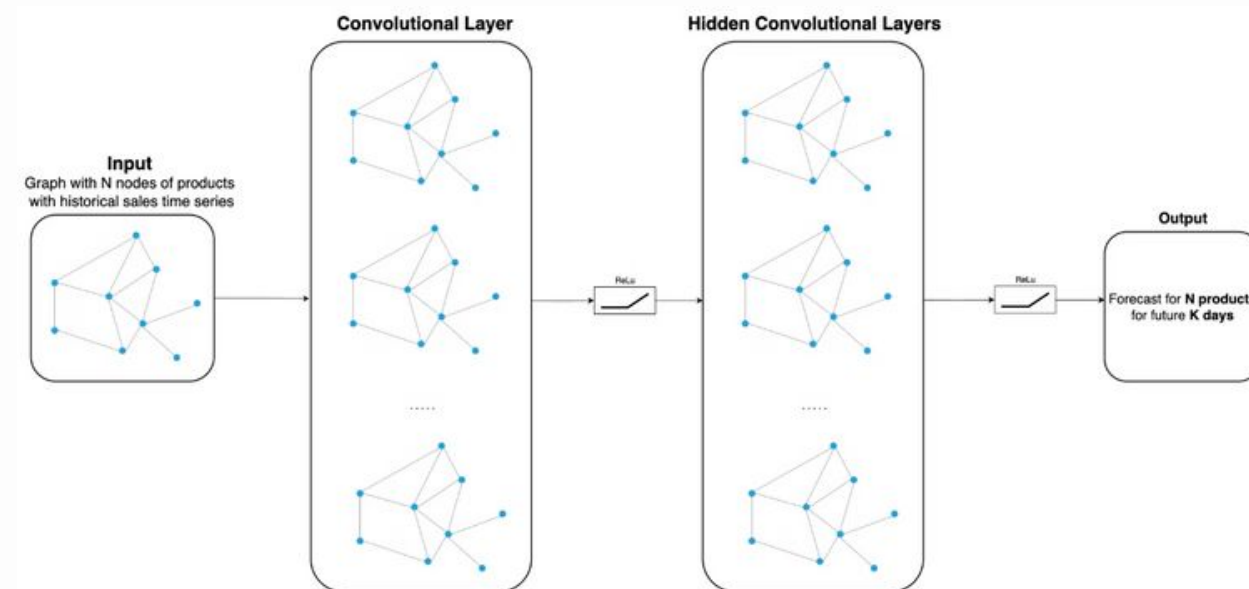 Convolutional Layer
Hidden Convolutional Layers
Input
Graph with N nodes of products
with historical sales time series
ReLu
ReLu
Output
Forecast for N product
for future K days
.....
.....